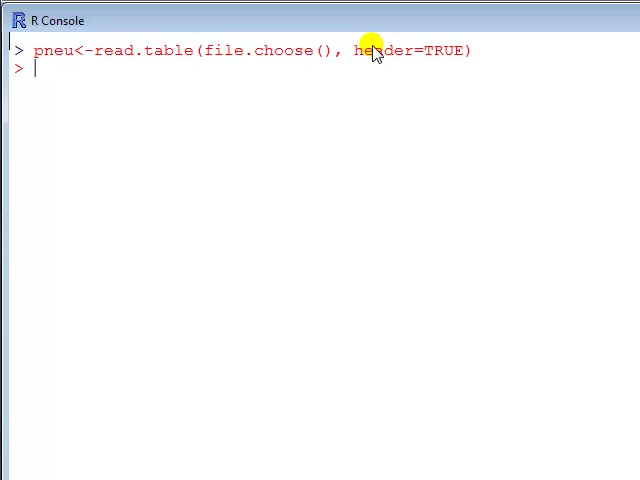 R Console
> pneu<-read.table(file.choose(), header=TRUE)
>